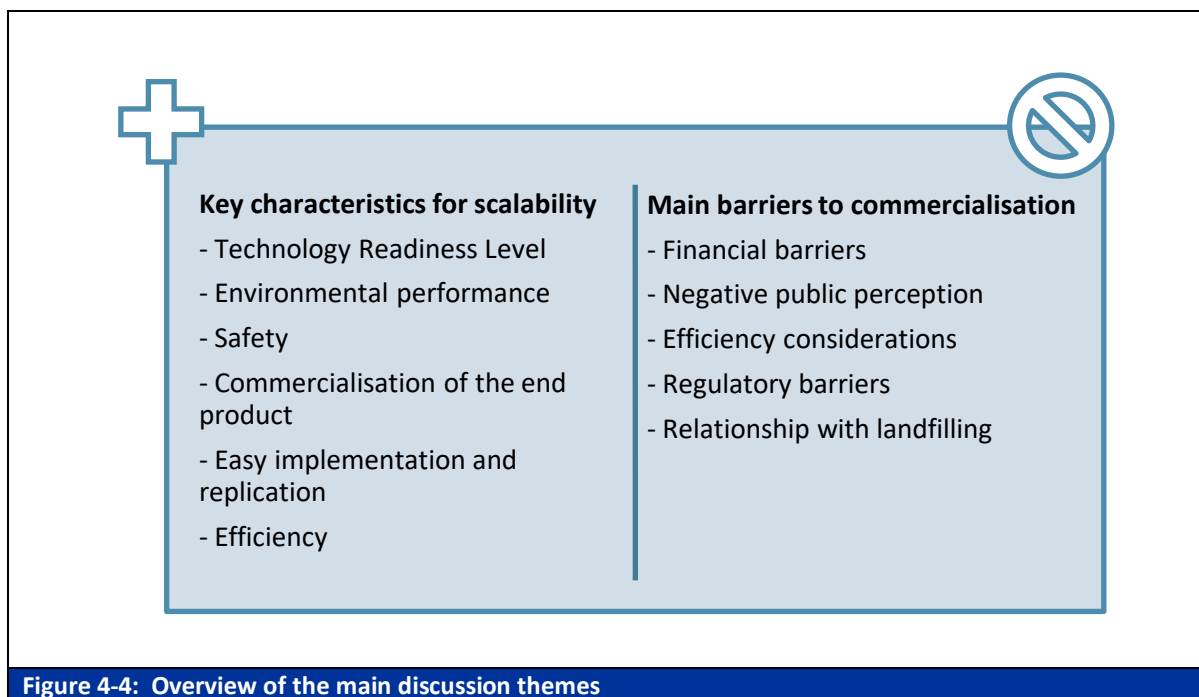 Key characteristics for scalability
- Technology Readiness Level
- Environmental performance
- Safety
- Commercialisation of the end
product
- Easy implementation and
replication
- Efficiency
Main barriers to commercialisation
- Financial barriers
- Negative public perception
- Efficiency considerations
- Regulatory barriers
- Relationship with landfilling
Figure 4-4: Overview of the main discussion themes